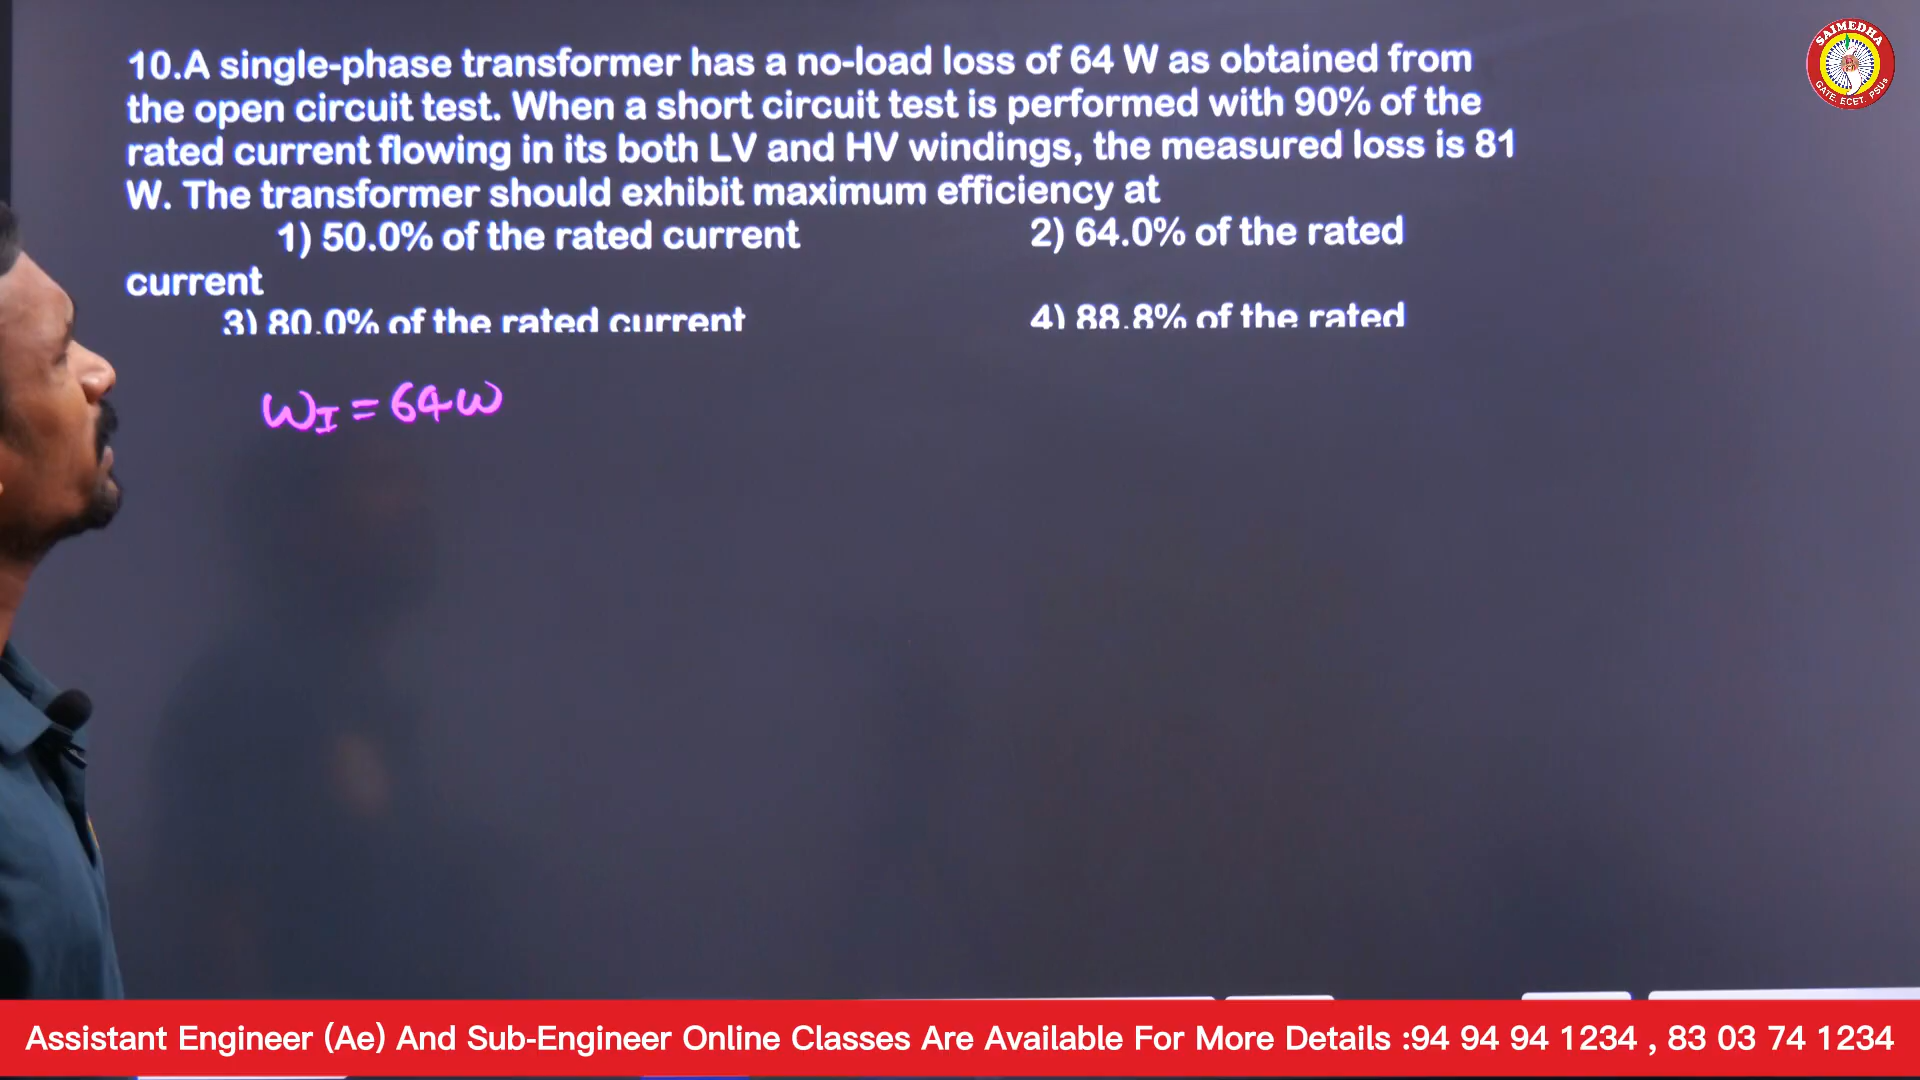 10.A single-phase transformer has a no-load loss of 64 W as obtained from
the open circuit test. When a short circuit test is performed with 90% of the
rated current flowing in its both LV and HV windings, the measured loss is 81
W. The transformer should exhibit maximum efficiency at
1) 50.0% of the rated current 2) 64.0% of the rated
current
3) 80.0% of the rated current 4) 88.8% of the rated
WI = 64W
SAIMEDHA
GATE. ECET. PSUs
Assistant Engineer (Ae) And Sub-Engineer Online Classes Are Available For More Details :94 94 94 1234 , 83 03 74 1234